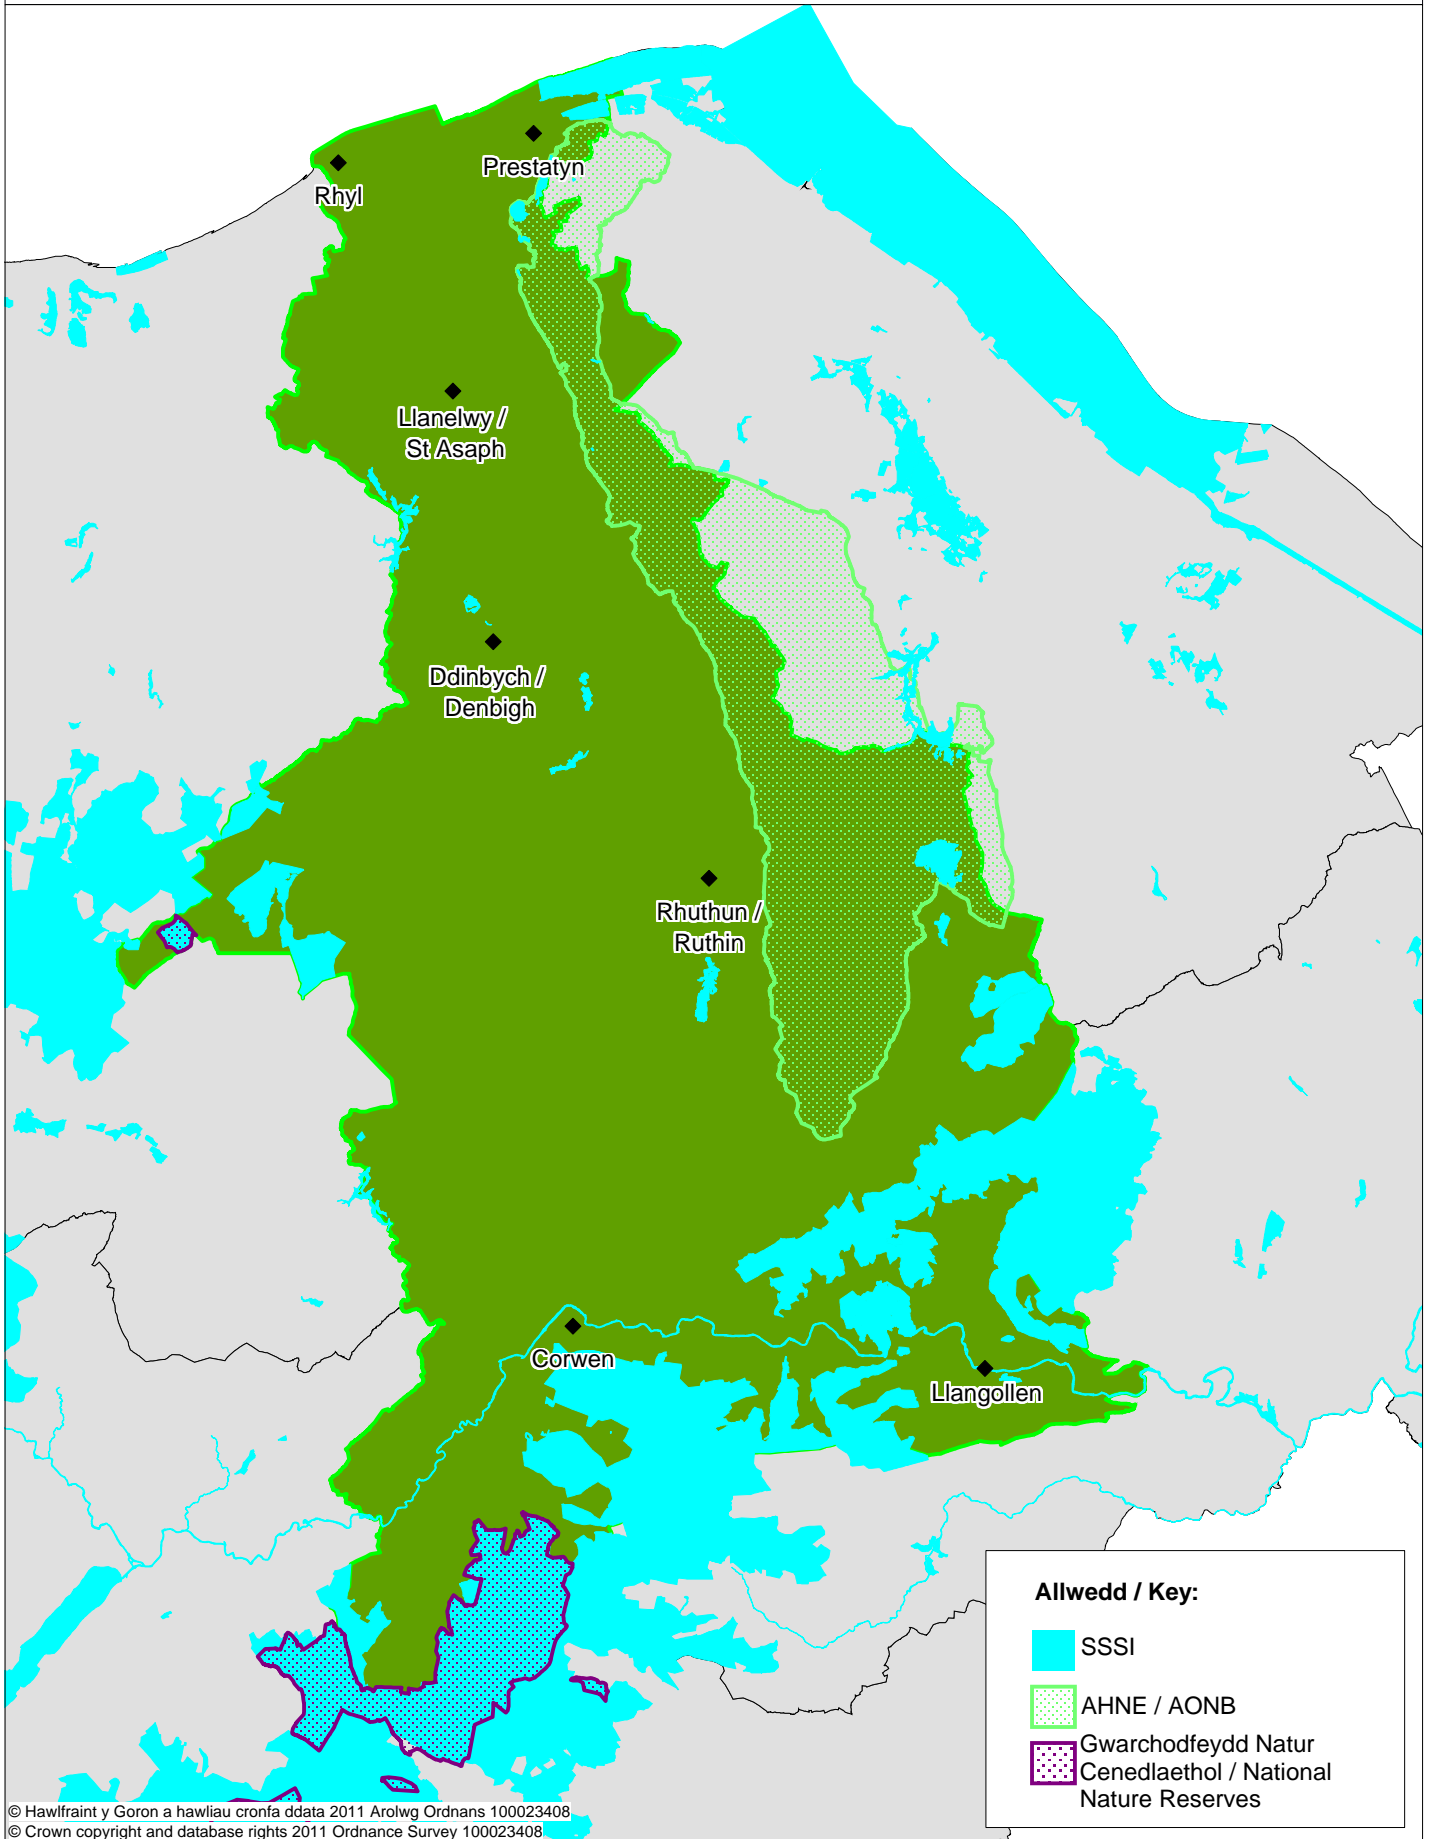 Prestatyn
Rhyl
Llanelwy /
St Asaph
Ddinbych /
Denbigh
Rhuthun /
Ruthin
Corwen
Llangollen
Allwedd / Key:
SSSI
AHNE / AONB
Gwarchodfeydd Natur
Cenedlaethol / National
Nature Reserves
© Hawlfraint y Goron a hawliau cronfa ddata 2011 Arolwg Ordnans 100023408
© Crown copyright and database rights 2011 Ordnance Survey 100023408